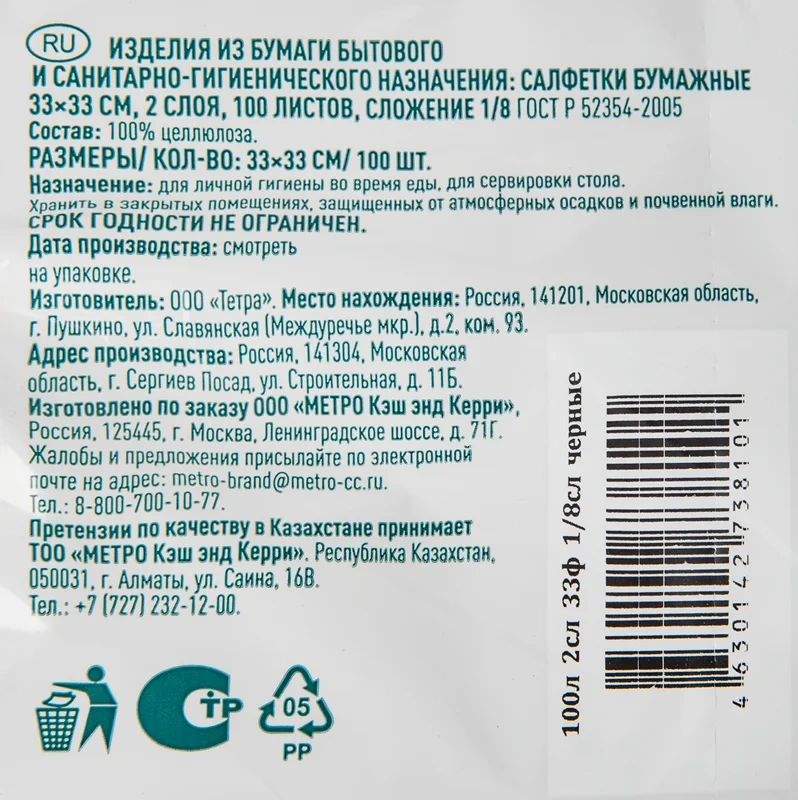 RU ИЗДЕЛИЯ ИЗ БУМАГИ БЫТОВОГО
И САНИТАРНО-ГИГИЕНИЧЕСКОГО НАЗНАЧЕНИЯ: САЛФЕТКИ БУМАЖНЫЕ
33×33 СМ, 2 СЛОЯ, 100 ЛИСТОВ, СЛОЖЕНИЕ 1/8 ГОСТ Р 52354-2005
Состав: 100% целлюлоза.
РАЗМЕРЫ/ КОЛ-ВО: 33×33 СМ/ 100 ШТ.
Назначение: для личной гигиены во время еды, для сервировки стола.
Хранить в закрытых помещениях, защищенных от атмосферных осадков и почвенной влаги.
СРОК ГОДНОСТИ НЕ ОГРАНИЧЕН.
Дата производства: смотреть
на упаковке.
Изготовитель: ООО «Тетра». Место нахождения: Россия, 141201, Московская область,
г. Пушкино, ул. Славянская (Междуречье мкр.), д.2, ком. 93.
Адрес производства: Россия, 141304, Московская
область, г. Сергиев Посад, ул. Строительная, д. 11Б.
Изготовлено по заказу ООО «МЕТРО Кэш энд Керри»,
Россия, 125445, г. Москва, Ленинградское шоссе, д. 71Г.
Жалобы и предложения присылайте по электронной
почте на адрес: metro-brand@metro-cc.ru.
Тел.: 8-800-700-10-77.
Претензии по качеству в Казахстане принимает
ТОО «МЕТРО Кэш энд Керри». Республика Казахстан,
050031, г. Алматы, ул. Саина, 16В.
Тел.: +7 (727) 232-12-00.
СТР
05
PP
100л 2сл 33ф 1/8сл черные
4 630142 738101